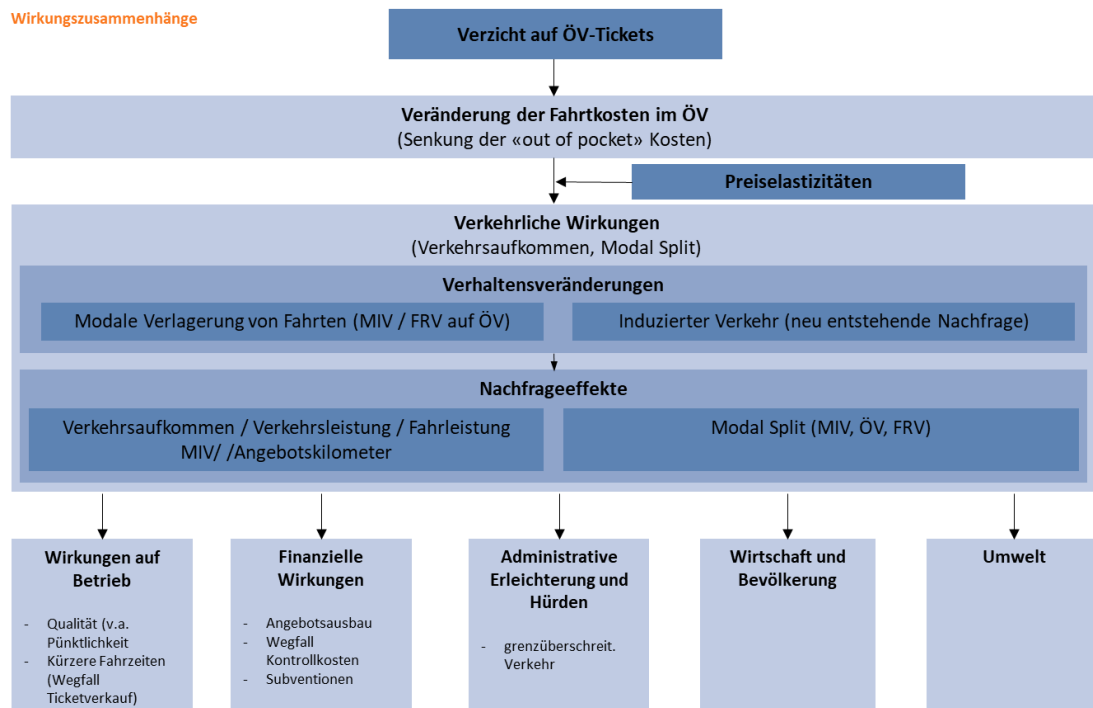 Wirkungszusammenhänge
Verzicht auf ÖV-Tickets
Veränderung der Fahrtkosten im ÖV
(Senkung der «out of pocket» Kosten)
Preiselastizitäten
Verkehrliche Wirkungen
(Verkehrsaufkommen, Modal Split)
Verhaltensveränderungen
Modale Verlagerung von Fahrten (MIV / FRV auf ÖV)
Induzierter Verkehr (neu entstehende Nachfrage)
Nachfrageeffekte
Verkehrsaufkommen / Verkehrsleistung / Fahrleistung
MIV/ /Angebotskilometer
Modal Split (MIV, ÖV, FRV)
Wirkungen auf
Betrieb
- Qualität (v.a.
Pünktlichkeit
- Kürzere Fahrzeiten
(Wegfall
Ticketverkauf)
Finanzielle
Wirkungen
- Angebotsausbau
- Wegfall
Kontrollkosten
- Subventionen
Administrative
Erleichterung und
Hürden
- grenzüberschreit.
Verkehr
Wirtschaft und
Bevölkerung
Umwelt